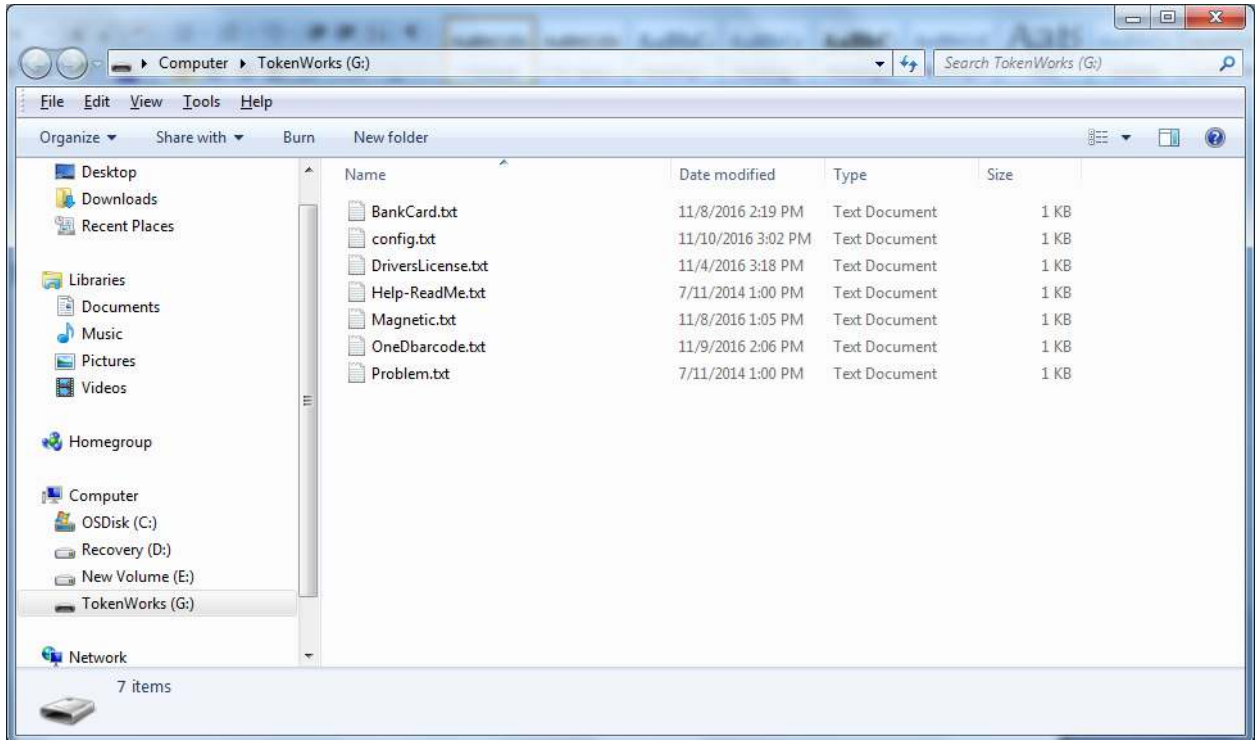 Computer ▸ TokenWorks (G:)
Search TokenWorks (G:)
File Edit View Tools Help
Organize Share with Burn New folder
Desktop
Downloads
Recent Places
Libraries
Documents
Music
Pictures
Videos
Homegroup
Computer
OSDisk (C:)
Recovery (D:)
New Volume (E:)
TokenWorks (G:)
Network
Name Date modified Type Size
BankCard.txt 11/8/2016 2:19 PM Text Document 1 KB
config.txt 11/10/2016 3:02 PM Text Document 1 KB
DriversLicense.txt 11/4/2016 3:18 PM Text Document 1 KB
Help-ReadMe.txt 7/11/2014 1:00 PM Text Document 1 KB
Magnetic.txt 11/8/2016 1:05 PM Text Document 1 KB
OneDbarcode.txt 11/9/2016 2:06 PM Text Document 1 KB
Problem.txt 7/11/2014 1:00 PM Text Document 1 KB
7 items